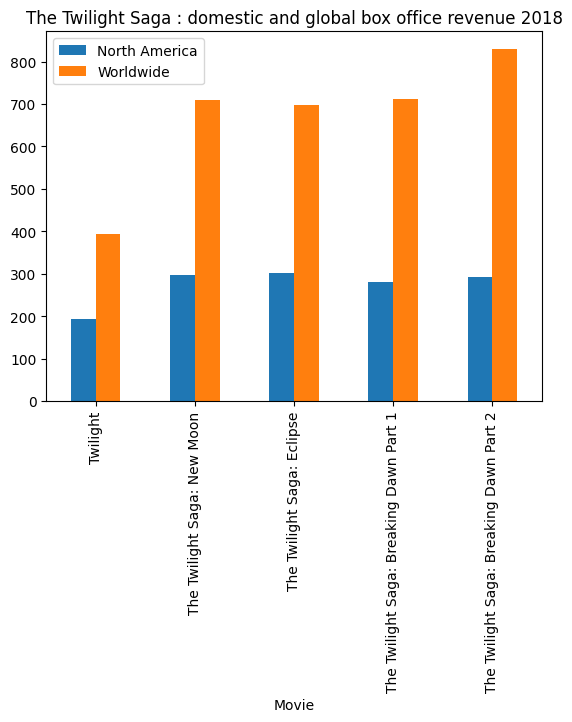 The Twilight Saga : domestic and global box office revenue 2018
North America
Worldwide
800
700
600
500
400
300
200
100
0
Twilight
The Twilight Saga: New Moon
The Twilight Saga: Eclipse
The Twilight Saga: Breaking Dawn Part 1
The Twilight Saga: Breaking Dawn Part 2
Movie